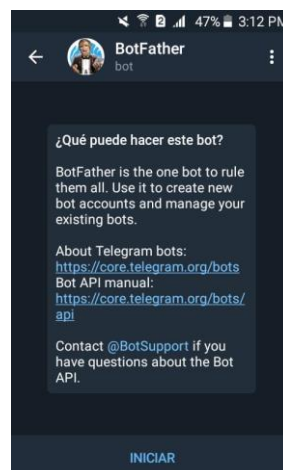 2 47% 3:12 PM
BotFather
bot
¿Qué puede hacer este bot?
BotFather is the one bot to rule
them all. Use it to create new
bot accounts and manage your
existing bots.
About Telegram bots:
https://core.telegram.org/bots
Bot API manual:
https://core.telegram.org/bots/
api
Contact @BotSupport if you
have questions about the Bot
API.
INICIAR